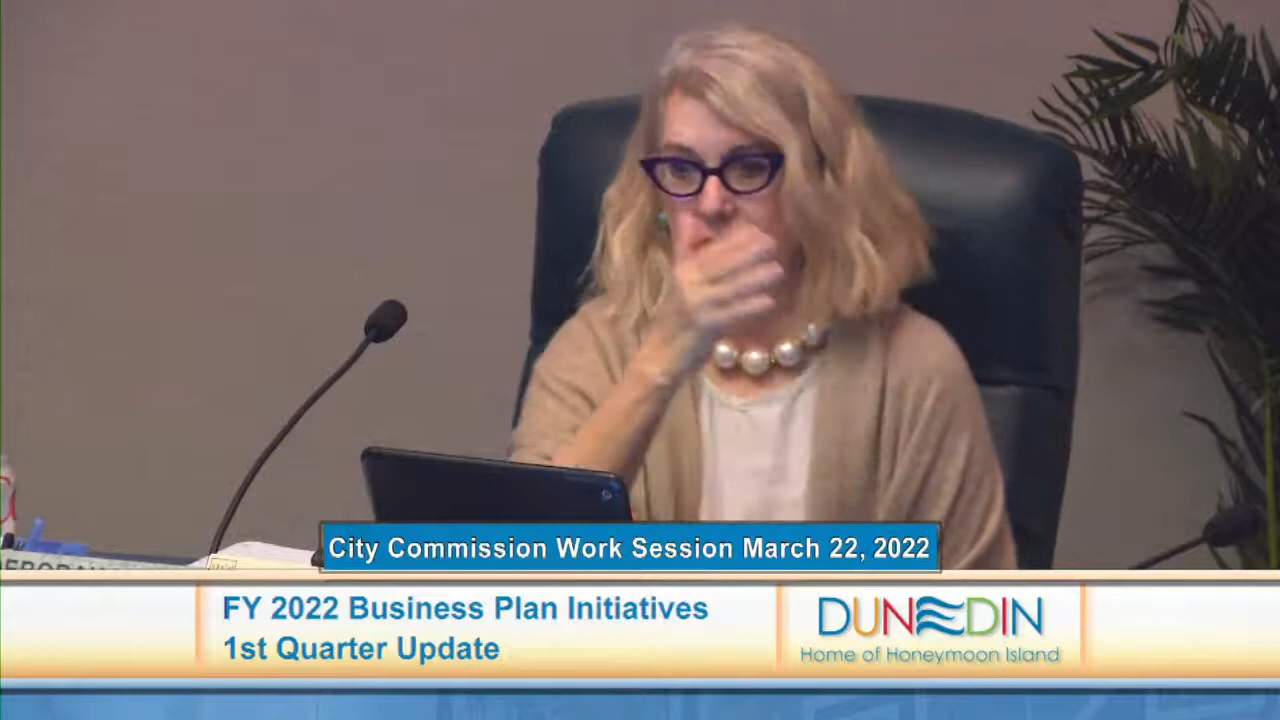 City Commission Work Session March 22, 2022
FY 2022 Business Plan Initiatives
1st Quarter Update
DUNEDIN
Home of Honeymoon Island